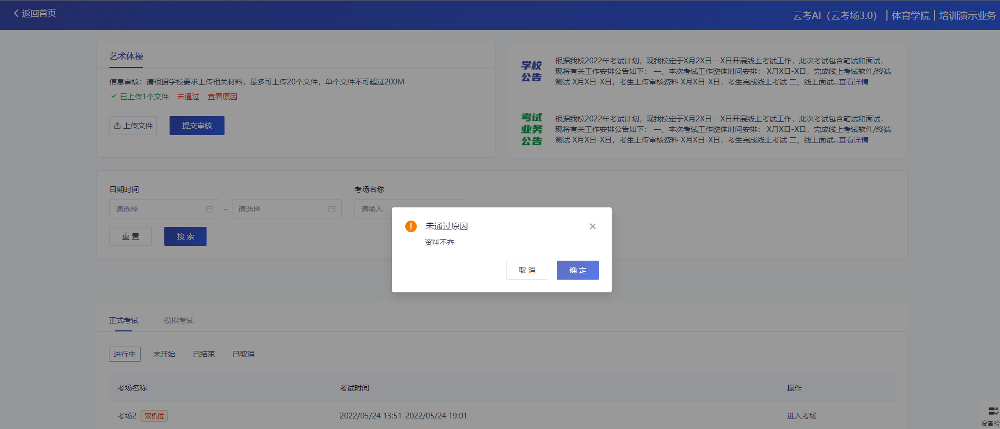 返回首页
云考AI（云考场3.0）
体育学院
培训演示业务
艺术体操
信息审核：请根据学校要求上传相关材料，最多可上传20个文件，单个文件不可超过200M
已上传1个文件 未通过 查看原因
上传文件
提交审核
学校
公告
根据我校2022年考试计划，现我校定于X月2X日—X日开展线上考试工作，此次考试包含笔试和面试，
现将有关工作安排公告如下： 一、本次考试工作整体时间安排： X月X日-X日，完成线上考试软件/终端
测试 X月X日-X日，考生上传审核资料 X月X日-X日，考生完成线上考试 二、线上面试...查看详情
考试
业务
公告
根据我校2022年考试计划，现我校定于X月2X日—X日开展线上考试工作，此次考试包含笔试和面试，
现将有关工作安排公告如下： 一、本次考试工作整体时间安排： X月X日-X日，完成线上考试软件/终端
测试 X月X日-X日，考生上传审核资料 X月X日-X日，考生完成线上考试 二、线上面试...查看详情
日期时间
考场名称
请选择
-
请选择
请输入
重 置
搜 索
未通过原因
资料不齐
取 消
确 定
正式考试
模拟考试
进行中
未开始
已结束
已取消
考场名称
考试时间
操作
考场2
双机位
2022/05/24 13:51-2022/05/24 19:01
进入考场
设备检